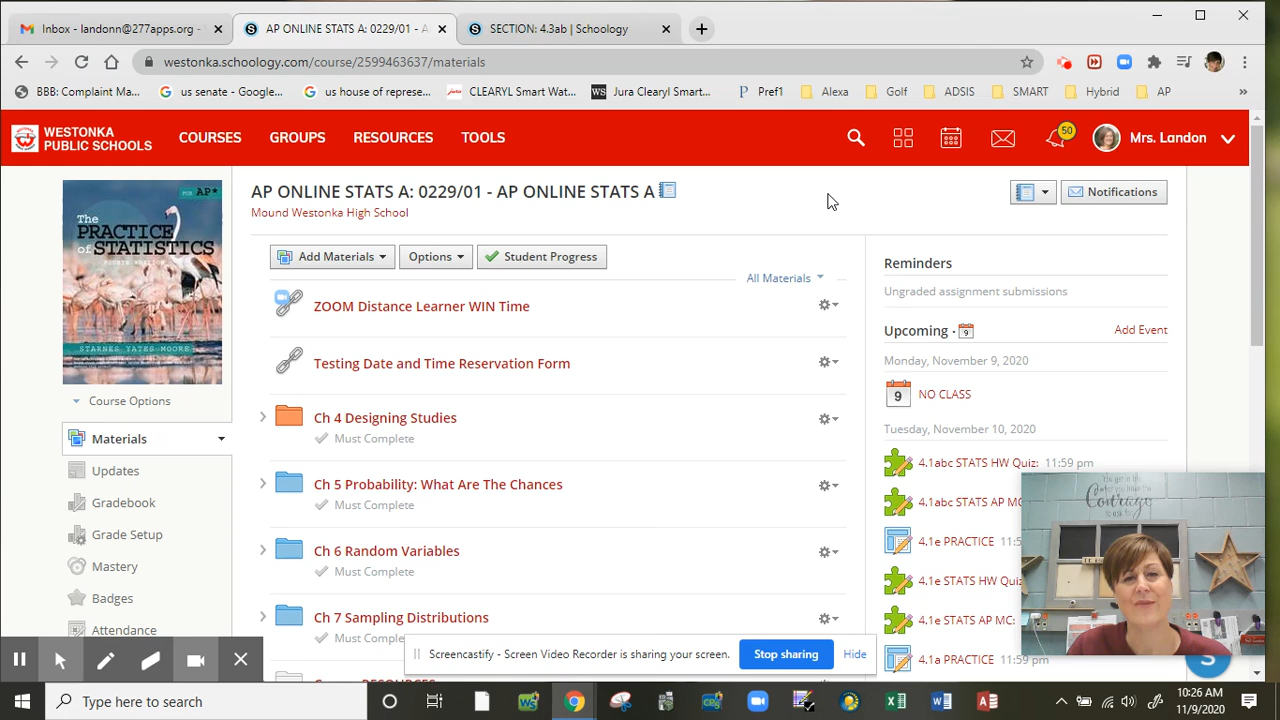 Inbox - landonn@277apps.org -
AP ONLINE STATS A: 0229/01 - A
SECTION: 4.3ab | Schoology
westonka.schoology.com/course/2599463637/materials
BBB: Complaint Ma...
us senate - Google...
us house of represe...
CLEARYL Smart Wat...
Jura Clearyl Smart...
Pref1
Alexa
Golf
ADSIS
SMART
Hybrid
AP
WESTONKA
PUBLIC SCHOOLS
COURSES
GROUPS
RESOURCES
TOOLS
50
Mrs. Landon
FOR AP*
The
PRACTICE
of STATISTICS
FOURTH EDITION
STARNES YATES MOORE
Course Options
Materials
Updates
Gradebook
Grade Setup
Mastery
Badges
Attendance
AP ONLINE STATS A: 0229/01 - AP ONLINE STATS A
Mound Westonka High School
Notifications
Add Materials
Options
Student Progress
All Materials
ZOOM Distance Learner WIN Time
Testing Date and Time Reservation Form
Ch 4 Designing Studies
Must Complete
Ch 5 Probability: What Are The Chances
Must Complete
Ch 6 Random Variables
Must Complete
Ch 7 Sampling Distributions
Must Comple
Reminders
Ungraded assignment submissions
Upcoming · 9
Add Event
Monday, November 9, 2020
9 NO CLASS
Tuesday, November 10, 2020
4.1abc STATS HW Quiz: 11:59 pm
4.1abc STATS AP MC
4.1e PRACTICE 11:5
4.1e STATS HW Quiz
4.1e STATS AP MC:
4.1a PRACTICE 11:59 pm
Courage
Screencastify - Screen Video Recorder is sharing your screen.
Stop sharing
Hide
Type here to search
10:26 AM
11/9/2020